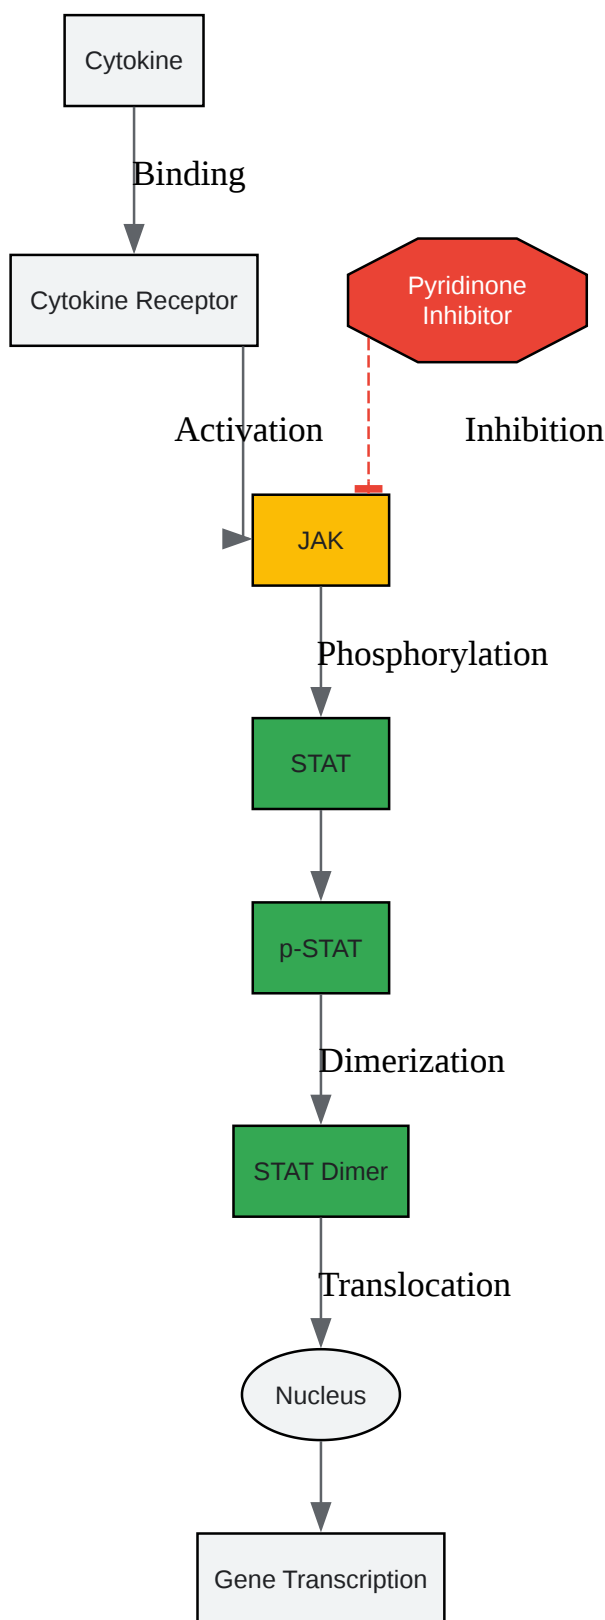 Cytokine
Binding
Cytokine Receptor
Pyridinone
Inhibitor
Activation
Inhibition
JAK
Phosphorylation
STAT
p-STAT
Dimerization
STAT Dimer
Translocation
Nucleus
Gene Transcription